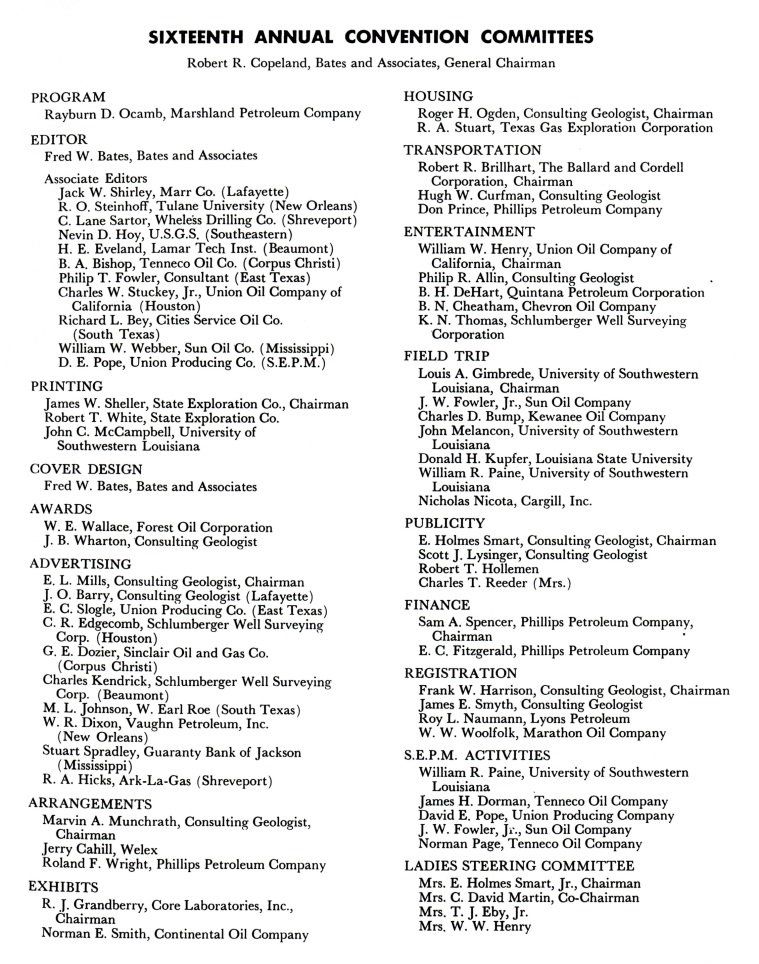 SIXTEENTH ANNUAL CONVENTION COMMITTEES
Robert R. Copeland, Bates and Associates, General Chairman
PROGRAM
Rayburn D. Ocamb, Marshland Petroleum Company
EDITOR
Fred W. Bates, Bates and Associates
Associate Editors
Jack W. Shirley, Marr Co. (Lafayette)
R. O. Steinhoff, Tulane University (New Orleans)
C. Lane Sartor, Wheless Drilling Co. (Shreveport)
Nevin D. Hoy, U.S.G.S. (Southeastern)
H. E. Eveland, Lamar Tech Inst. (Beaumont)
B. A. Bishop, Tenneco Oil Co. (Corpus Christi)
Philip T. Fowler, Consultant (East Texas)
Charles W. Stuckey, Jr., Union Oil Company of
California (Houston)
Richard L. Bey, Cities Service Oil Co.
(South Texas)
William W. Webber, Sun Oil Co. (Mississippi)
D. E. Pope, Union Producing Co. (S.E.P.M.)
PRINTING
James W. Sheller, State Exploration Co., Chairman
Robert T. White, State Exploration Co.
John C. McCampbell, University of
Southwestern Louisiana
COVER DESIGN
Fred W. Bates, Bates and Associates
AWARDS
W. E. Wallace, Forest Oil Corporation
J. B. Wharton, Consulting Geologist
ADVERTISING
E. L. Mills, Consulting Geologist, Chairman
J. O. Barry, Consulting Geologist (Lafayette)
E. C. Slogle, Union Producing Co. (East Texas)
C. R. Edgecomb, Schlumberger Well Surveying
Corp. (Houston)
G. E. Dozier, Sinclair Oil and Gas Co.
(Corpus Christi)
Charles Kendrick, Schlumberger Well Surveying
Corp. (Beaumont)
M. L. Johnson, W. Earl Roe (South Texas)
W. R. Dixon, Vaughn Petroleum, Inc.
(New Orleans)
Stuart Spradley, Guaranty Bank of Jackson
(Mississippi)
R. A. Hicks, Ark-La-Gas (Shreveport)
ARRANGEMENTS
Marvin A. Munchrath, Consulting Geologist,
Chairman
Jerry Cahill, Welex
Roland F. Wright, Phillips Petroleum Company
EXHIBITS
R. J. Grandberry, Core Laboratories, Inc.,
Chairman
Norman E. Smith, Continental Oil Company
HOUSING
Roger H. Ogden, Consulting Geologist, Chairman
R. A. Stuart, Texas Gas Exploration Corporation
TRANSPORTATION
Robert R. Brillhart, The Ballard and Cordell
Corporation, Chairman
Hugh W. Curfman, Consulting Geologist
Don Prince, Phillips Petroleum Company
ENTERTAINMENT
William W. Henry, Union Oil Company of
California, Chairman
Philip R. Allin, Consulting Geologist
B. H. DeHart, Quintana Petroleum Corporation
B. N. Cheatham, Chevron Oil Company
K. N. Thomas, Schlumberger Well Surveying
Corporation
FIELD TRIP
Louis A. Gimbrede, University of Southwestern
Louisiana, Chairman
J. W. Fowler, Jr., Sun Oil Company
Charles D. Bump, Kewanee Oil Company
John Melancon, University of Southwestern
Louisiana
Donald H. Kupfer, Louisiana State University
William R. Paine, University of Southwestern
Louisiana
Nicholas Nicota, Cargill, Inc.
PUBLICITY
E. Holmes Smart, Consulting Geologist, Chairman
Scott J. Lysinger, Consulting Geologist
Robert T. Hollemen
Charles T. Reeder (Mrs.)
FINANCE
Sam A. Spencer, Phillips Petroleum Company,
Chairman
E. C. Fitzgerald, Phillips Petroleum Company
REGISTRATION
Frank W. Harrison, Consulting Geologist, Chairman
James E. Smyth, Consulting Geologist
Roy L. Naumann, Lyons Petroleum
W. W. Woolfolk, Marathon Oil Company
S.E.P.M. ACTIVITIES
William R. Paine, University of Southwestern
Louisiana
James H. Dorman, Tenneco Oil Company
David E. Pope, Union Producing Company
J. W. Fowler, Jr., Sun Oil Company
Norman Page, Tenneco Oil Company
LADIES STEERING COMMITTEE
Mrs. E. Holmes Smart, Jr., Chairman
Mrs. C. David Martin, Co-Chairman
Mrs. T. J. Eby, Jr.
Mrs. W. W. Henry